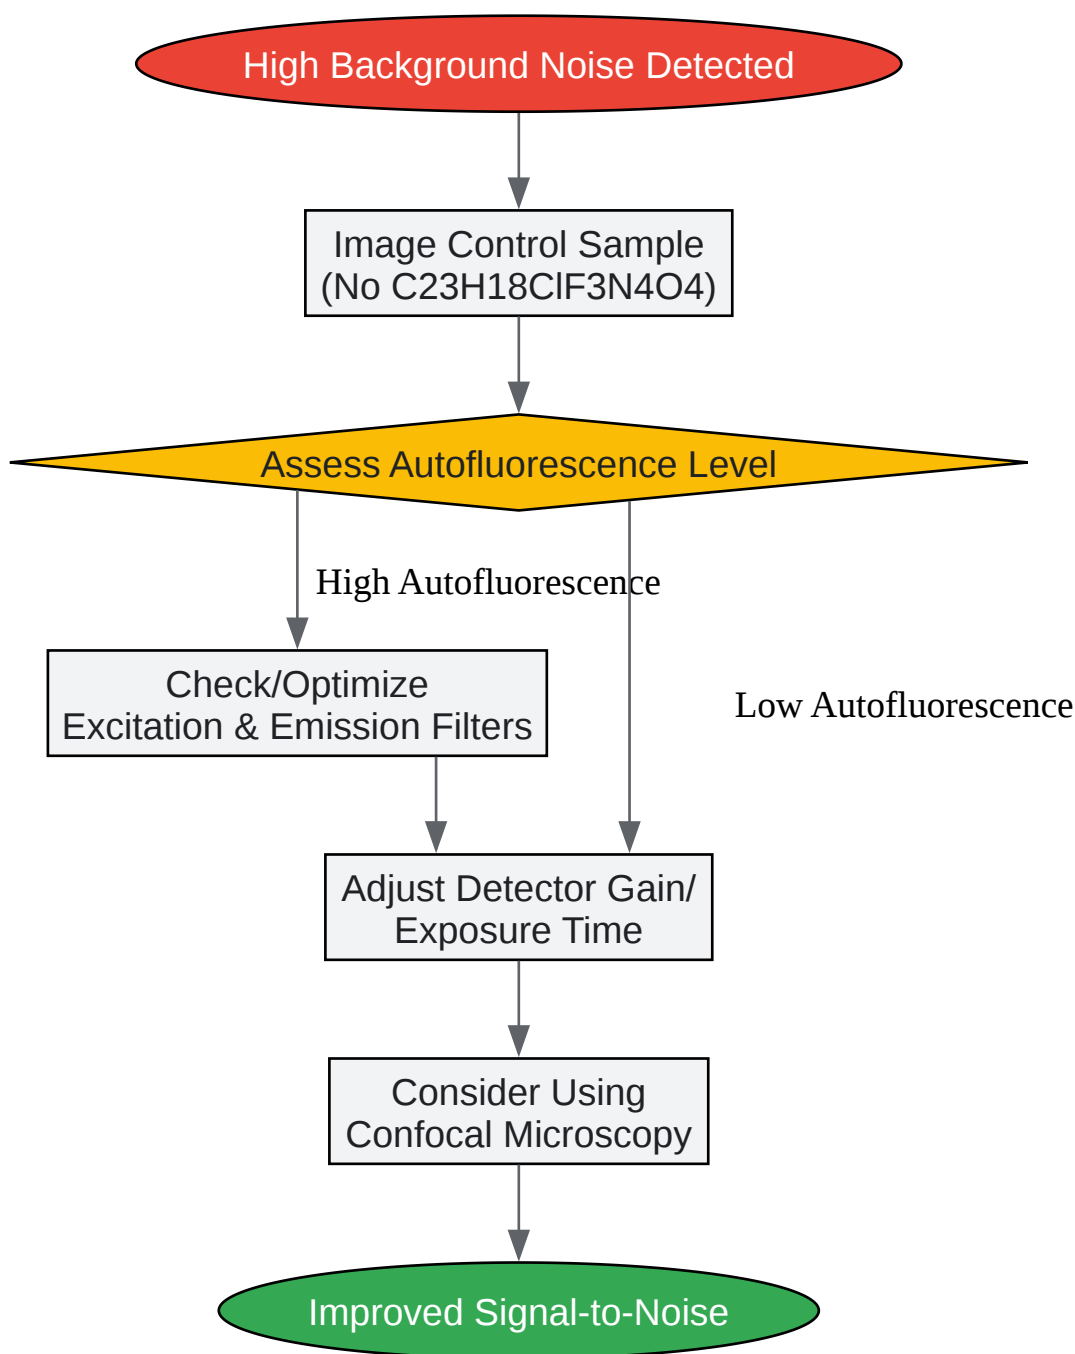 High Background Noise Detected
Image Control Sample
(No C23H18ClF3N4O4)
Assess Autofluorescence Level
High Autofluorescence
Check/Optimize
Excitation & Emission Filters
Low Autofluorescence
Adjust Detector Gain/
Exposure Time
Consider Using
Confocal Microscopy
Improved Signal-to-Noise